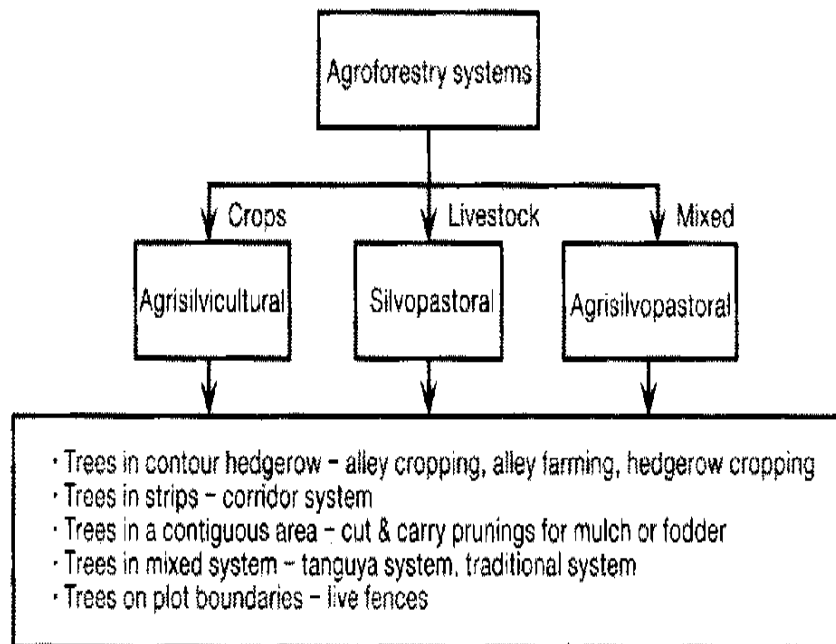 Agroforestry systems
Crops
Livestock
Mixed
Agrisilvicultural
Silvopastoral
Agrisilvopastoral
· Trees in contour hedgerow – alley cropping, alley farming, hedgerow cropping
· Trees in strips – corridor system
· Trees in a contiguous area – cut & carry prunings for mulch or fodder
· Trees in mixed system – tanguya system, traditional system
· Trees on plot boundaries – live fences